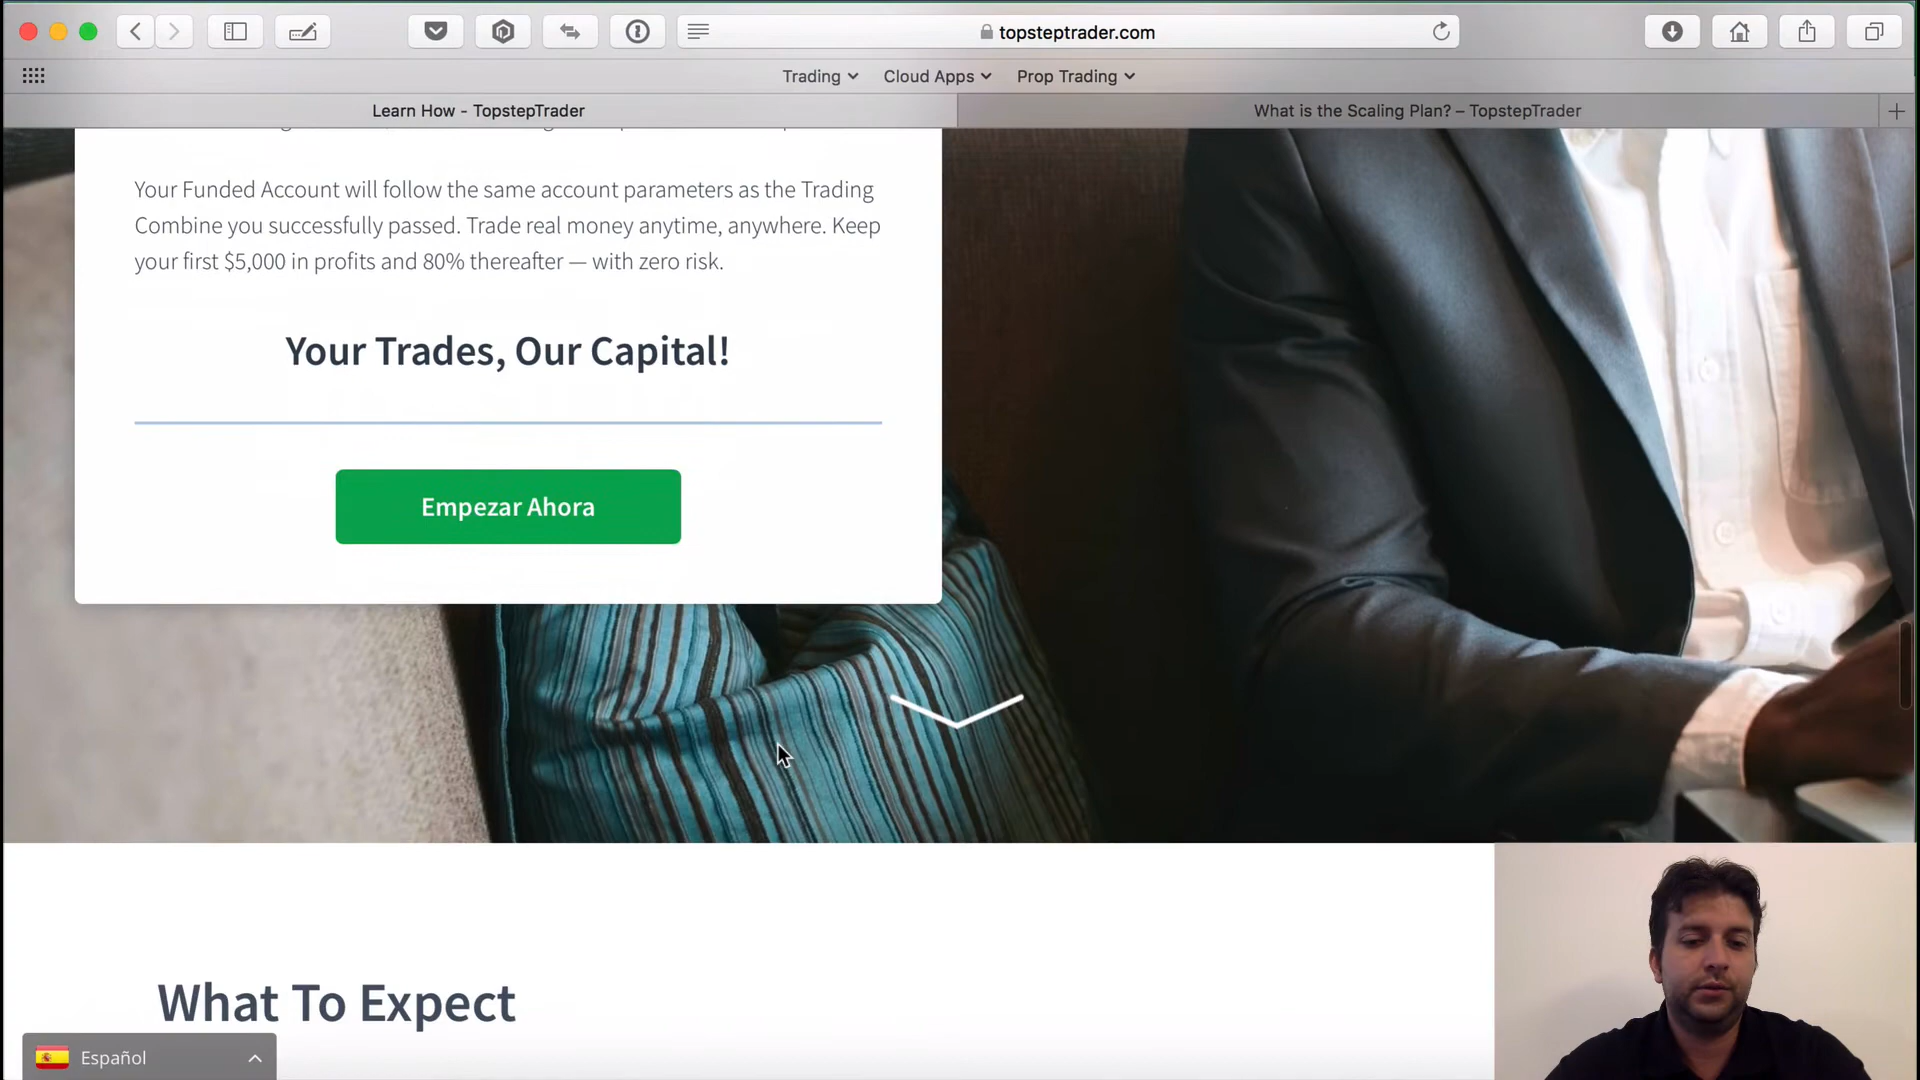 topsteptrader.com
Trading
Cloud Apps
Prop Trading
Learn How - TopstepTrader
What is the Scaling Plan? – TopstepTrader
Your Funded Account will follow the same account parameters as the Trading
Combine you successfully passed. Trade real money anytime, anywhere. Keep
your first $5,000 in profits and 80% thereafter — with zero risk.
Your Trades, Our Capital!
Empezar Ahora
What To Expect
Español